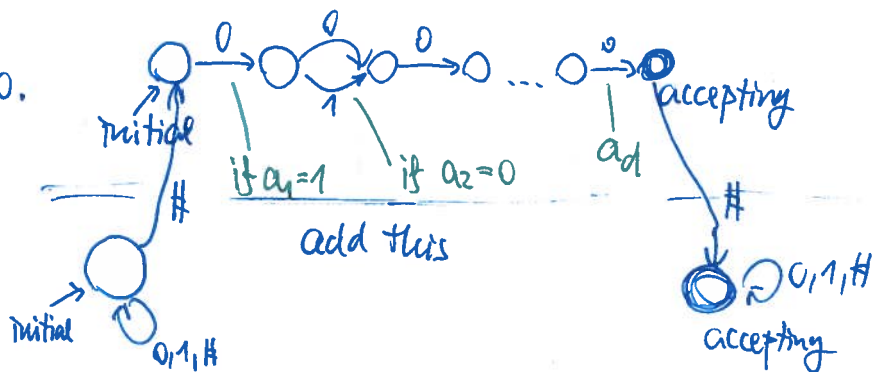 0.
0
0
1
0
...
0
initial
accepting
if a₁=1
if a₂=0
a_d
#
#
add this
initial
0,1,#
0,1,#
accepting